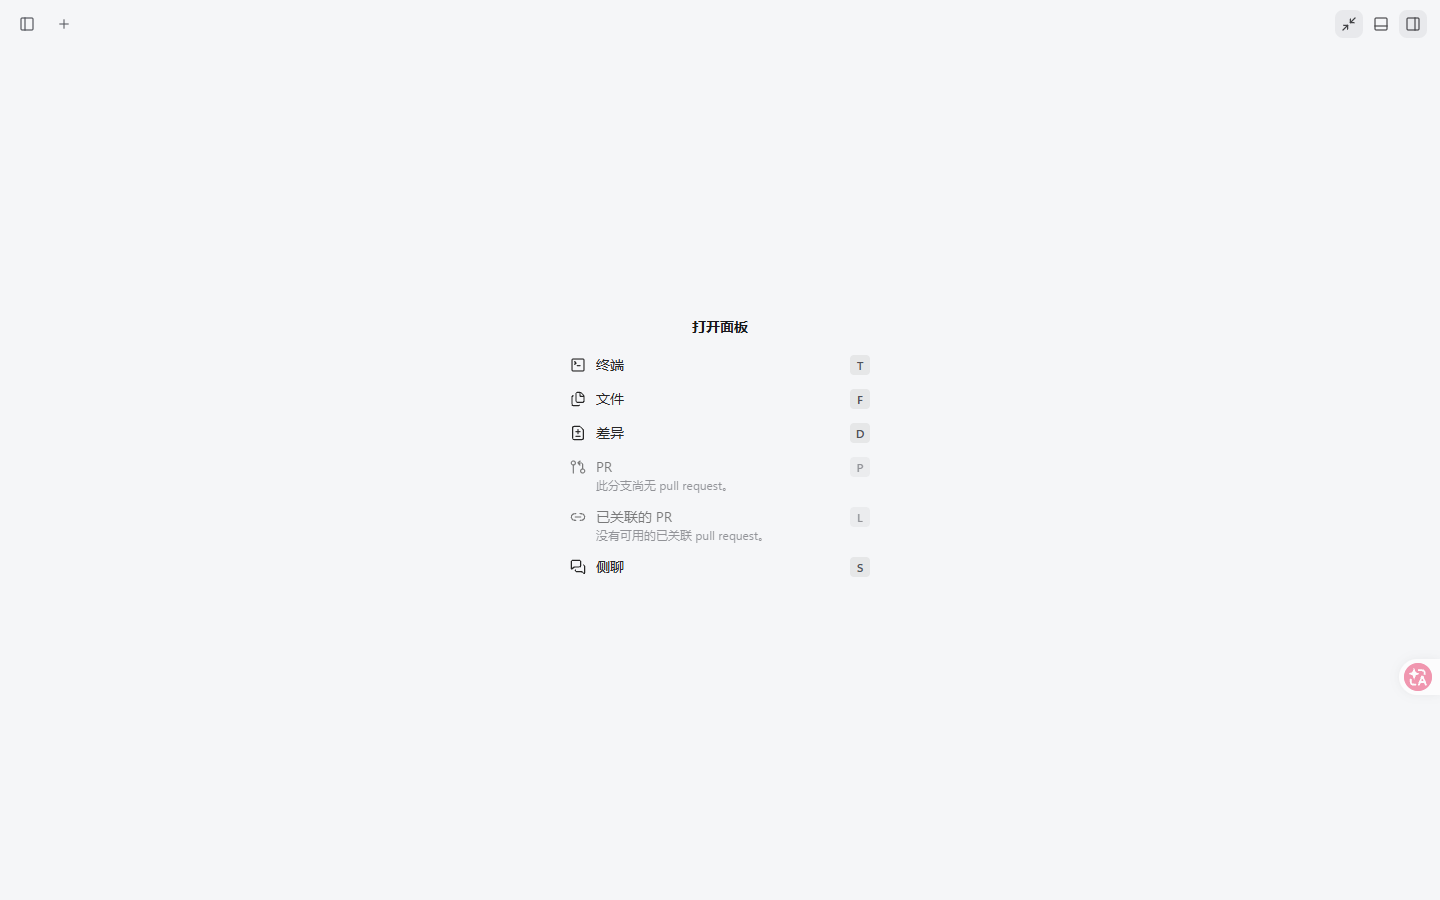 打开面板
终端 T
文件 F
差异 D
PR P
此分支尚无 pull request。
已关联的 PR L
没有可用的已关联 pull request。
侧聊 S
A